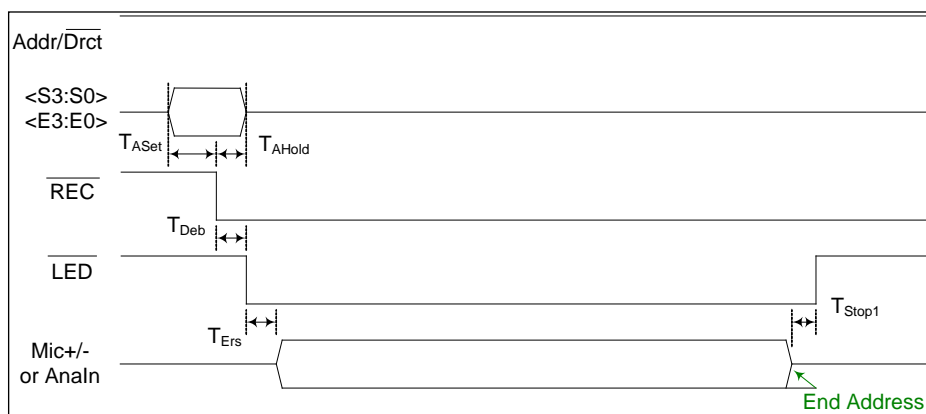 Addr/Drct
<S3:S0>
<E3:E0>
TASet
TAHold
REC
TDeb
LED
TErs
TStop1
Mic+/-
or AnaIn
End Address